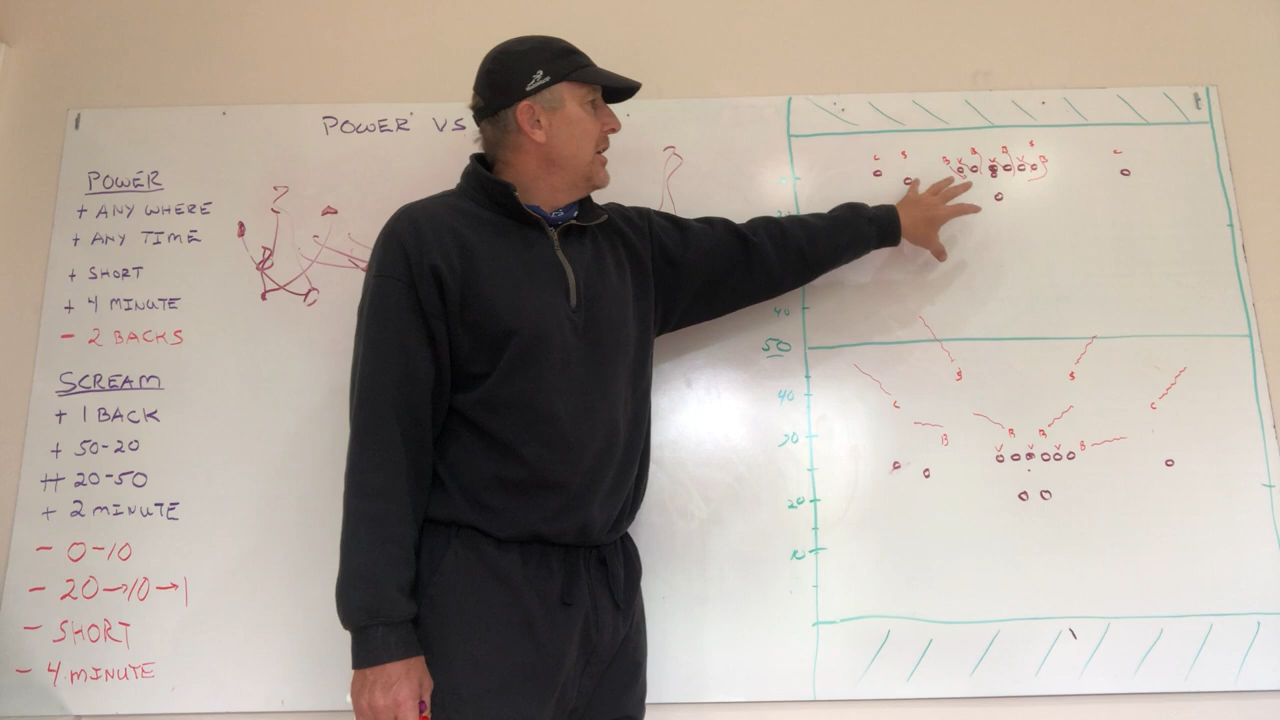 POWER VS
POWER
+ ANY WHERE
+ ANY TIME
+ SHORT
+ 4 MINUTE
- 2 BACKS
SCREAM
+ 1 BACK
+ 50-20
++ 20-50
+ 2 MINUTE
- 0-10
- 20→10→1
- SHORT
- 4 MINUTE
C S B V B V B V S B C
40
50
40
30
20
10
S S
C C
B B B B
V V V